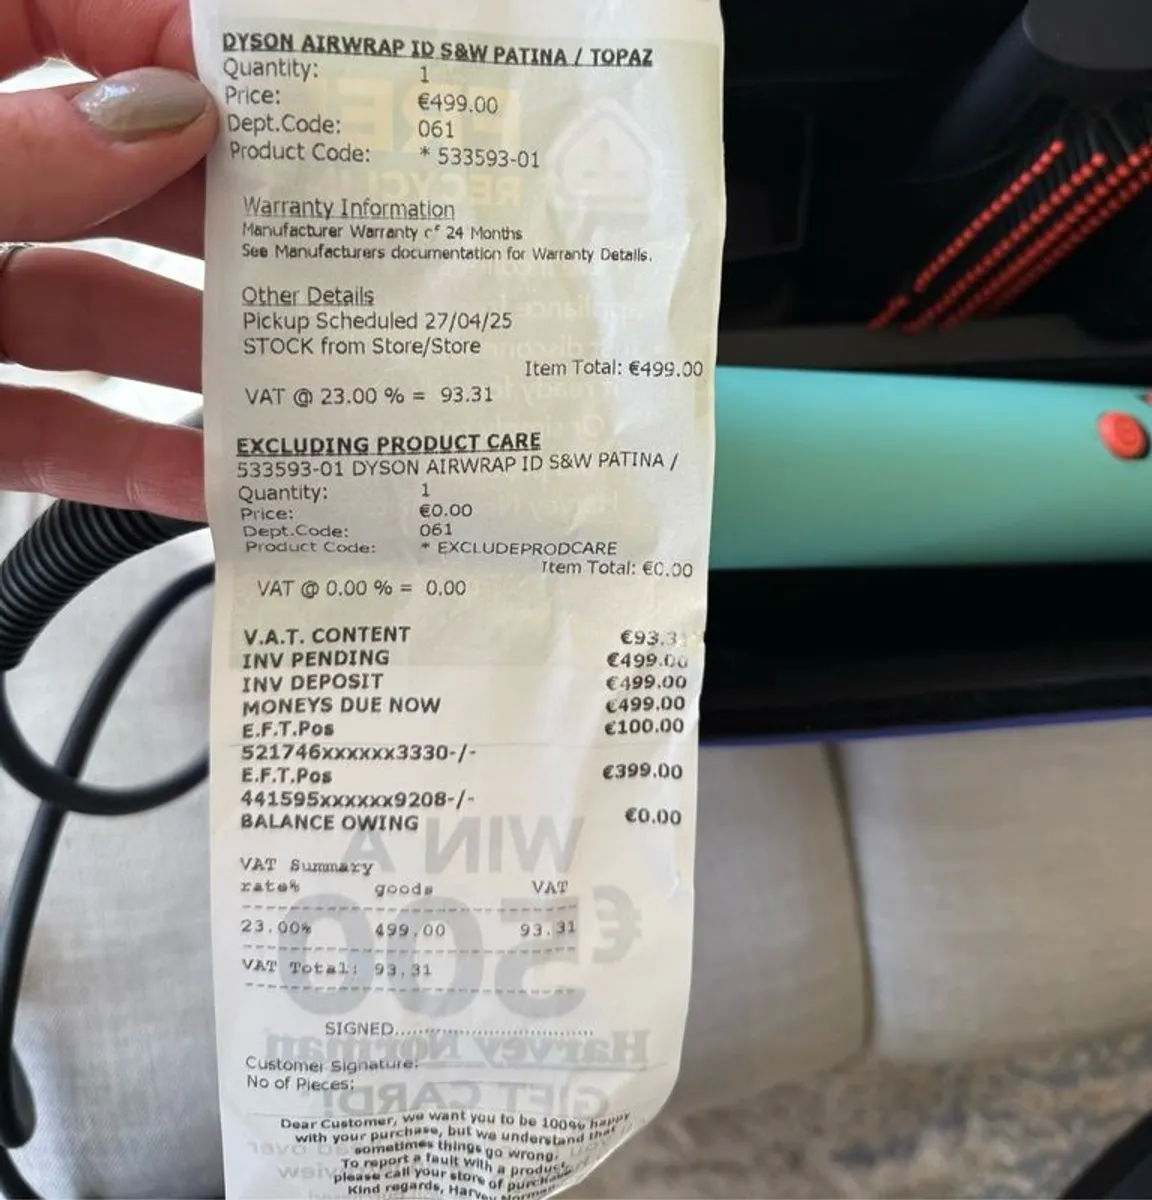 DYSON AIRWRAP ID S&W PATINA / TOPAZ
Quantity: 1
Price: €499.00
Dept.Code: 061
Product Code: * 533593-01
Warranty Information
Manufacturer Warranty of 24 Months
See Manufacturers documentation for Warranty Details.
Other Details
Pickup Scheduled 27/04/25
STOCK from Store/Store
Item Total: €499.00
VAT @ 23.00 % = 93.31
EXCLUDING PRODUCT CARE
533593-01 DYSON AIRWRAP ID S&W PATINA /
Quantity: 1
Price: €0.00
Dept.Code: 061
Product Code: * EXCLUDEPRODCARE
Item Total: €0.00
VAT @ 0.00 % = 0.00
V.A.T. CONTENT €93.31
INV PENDING €499.00
INV DEPOSIT €499.00
MONEYS DUE NOW €499.00
E.F.T.Pos €100.00
521746xxxxxx3330-/-
E.F.T.Pos €399.00
441595xxxxxx9208-/-
BALANCE OWING €0.00
VAT Summary
rate% goods VAT
23.00% 499.00 93.31
VAT Total: 93.31
SIGNED....................................
Customer Signature:
No of Pieces:
Dear Customer, we want you to be 100% happy
with your purchase, but we understand that
sometimes things go wrong.
To report a fault with a product,
please call your store of purchase
Kind regards, Harvey Norman
WIN A
€500
Harvey Norman
GIFT CARD!